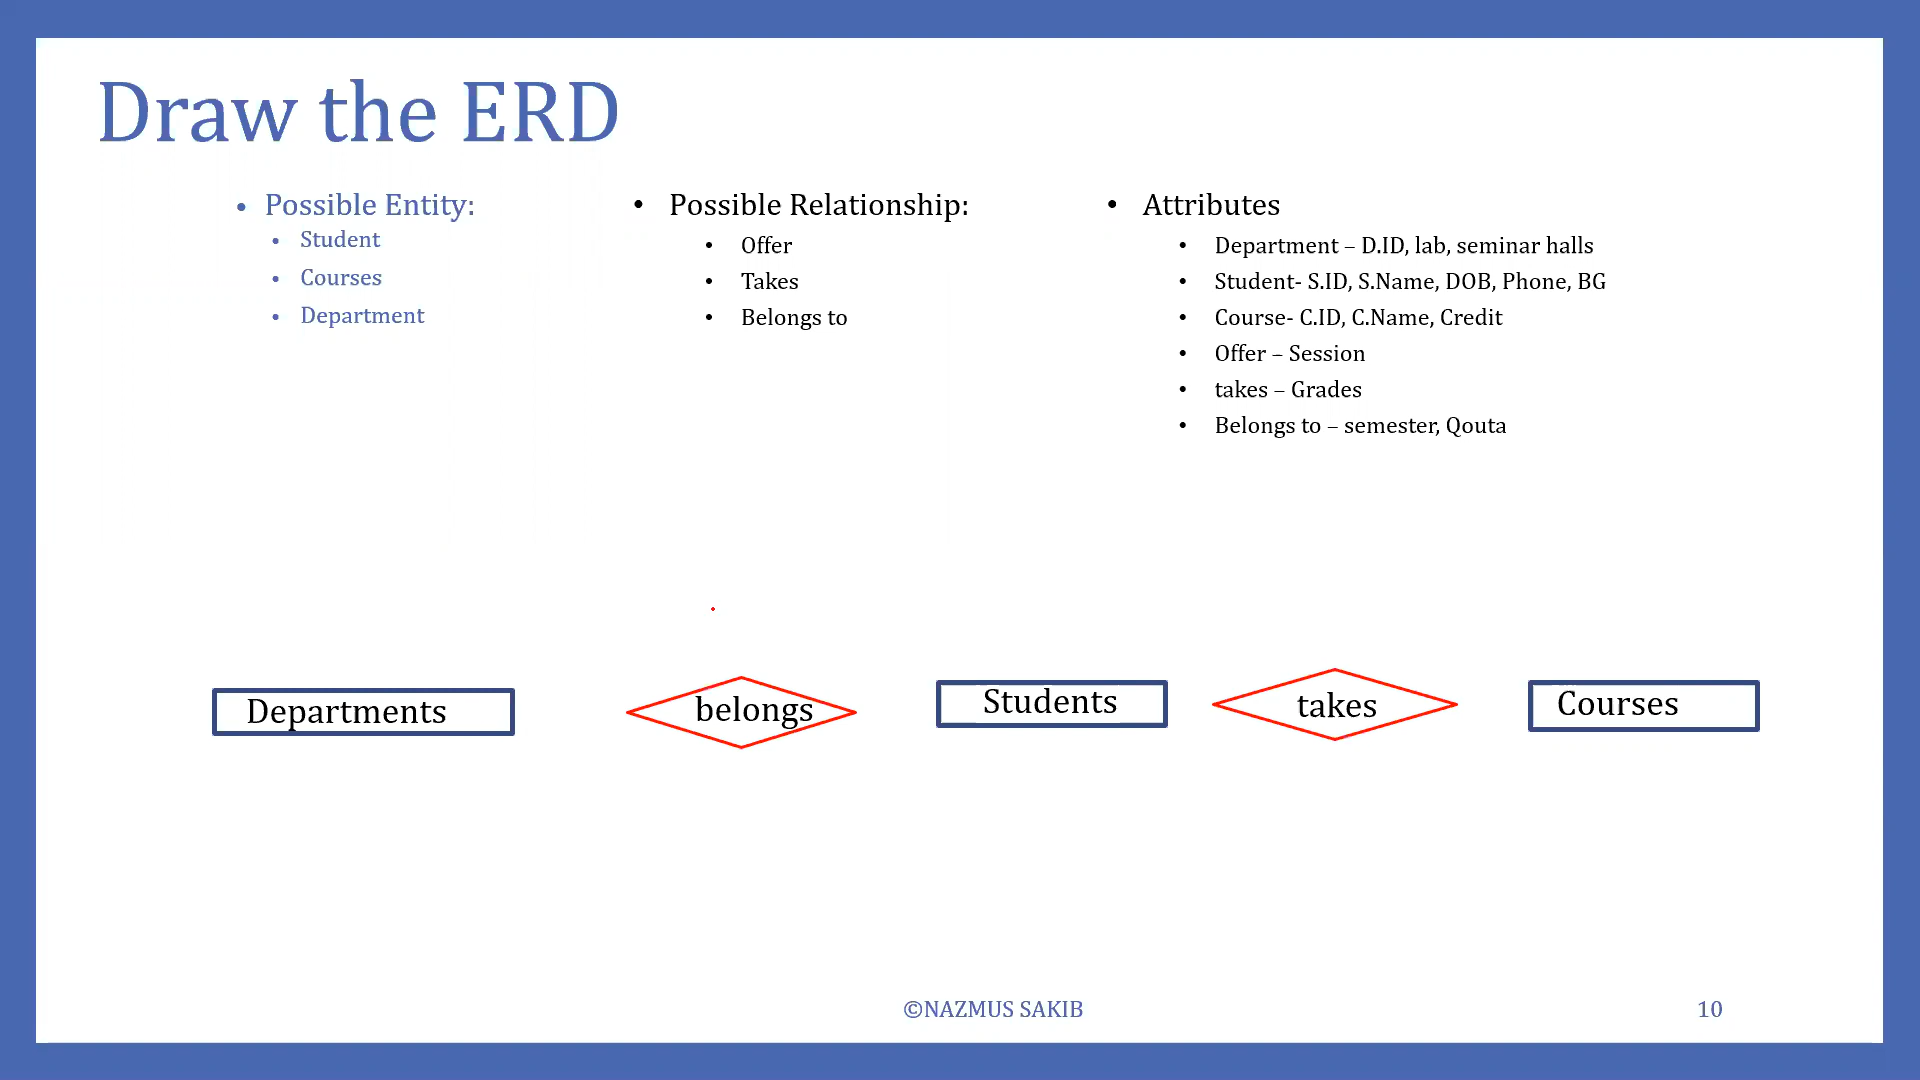 Draw the ERD
• Possible Entity:
• Student
• Courses
• Department
• Possible Relationship:
• Offer
• Takes
• Belongs to
• Attributes
• Department – D.ID, lab, seminar halls
• Student- S.ID, S.Name, DOB, Phone, BG
• Course- C.ID, C.Name, Credit
• Offer – Session
• takes – Grades
• Belongs to – semester, Qouta
Departments
belongs
Students
takes
Courses
©NAZMUS SAKIB
10